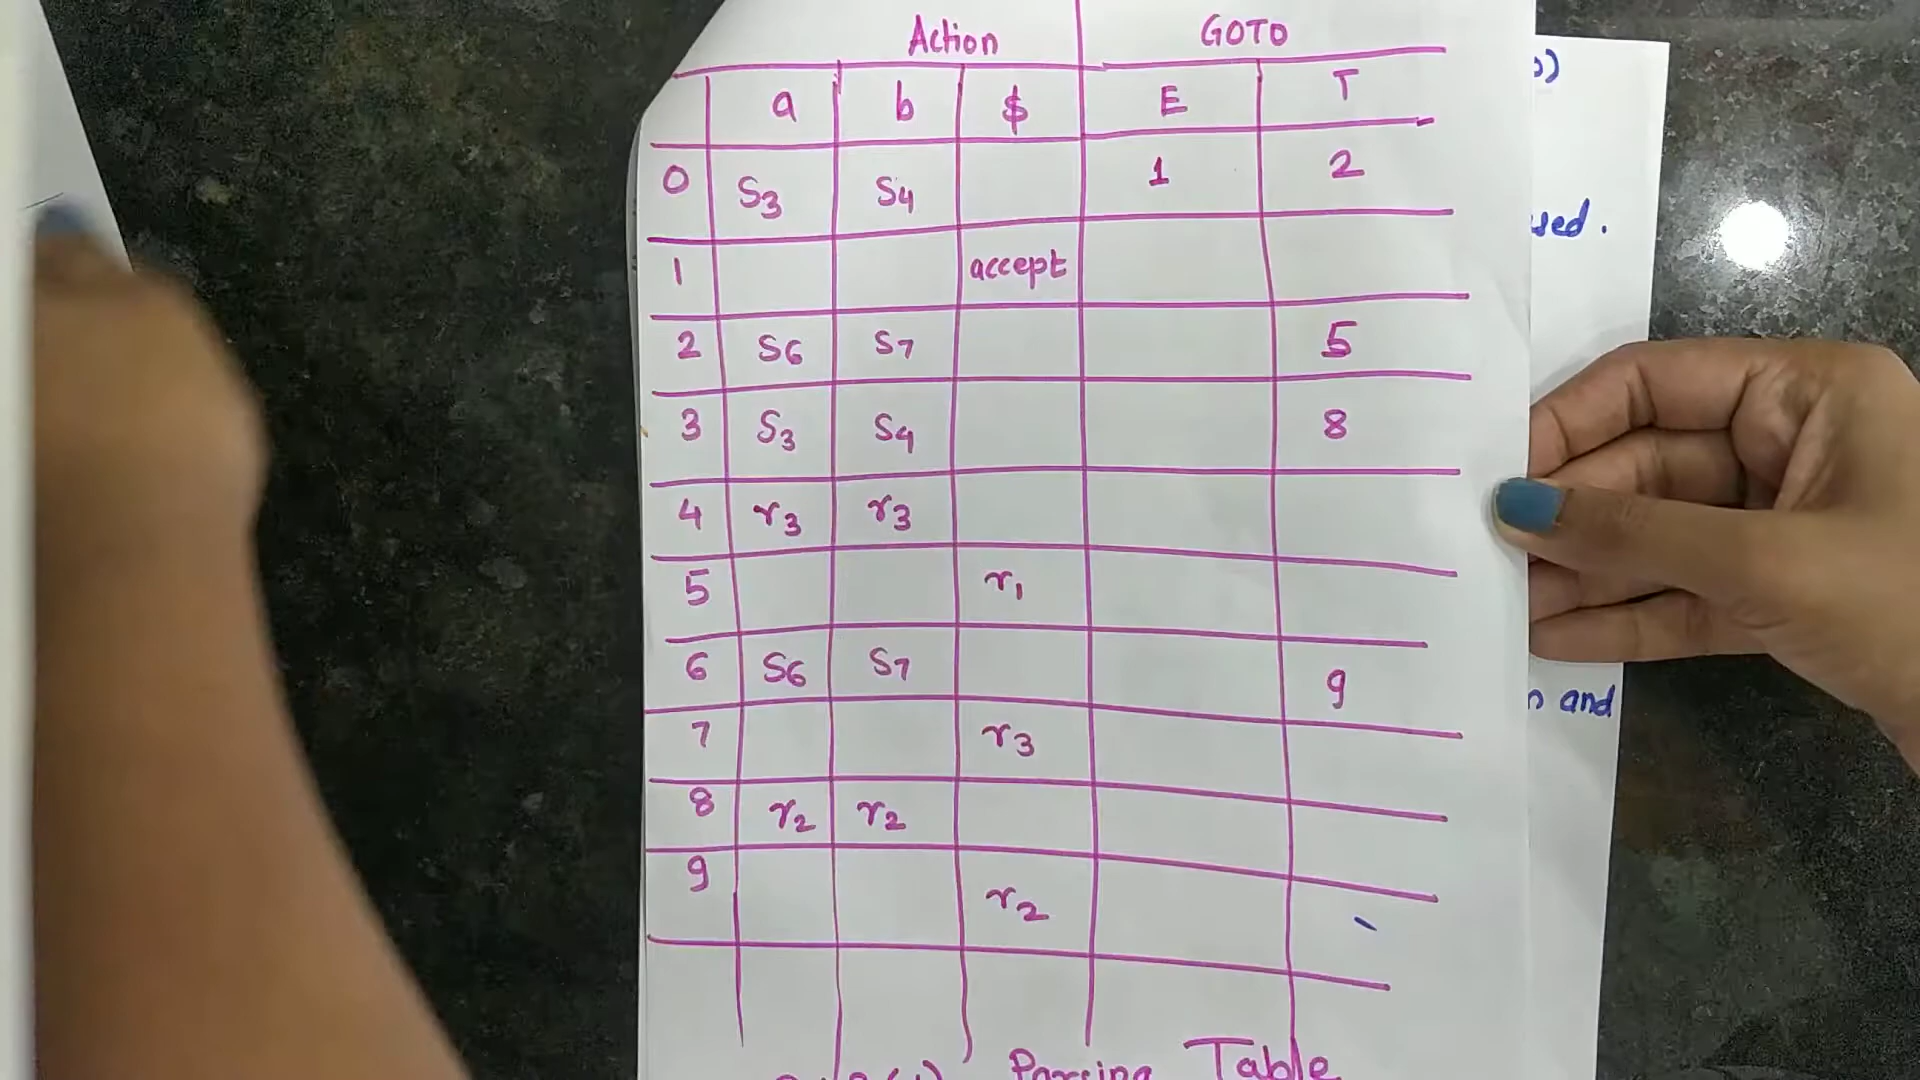 Action GOTO
a b $ E T
0 S3 S4 1 2
1 accept
2 S6 S7 5
3 S3 S4 8
4 r3 r3
5 r1
6 S6 S7 9
7 r3
8 r2 r2
9 r2
Parsing Table
and